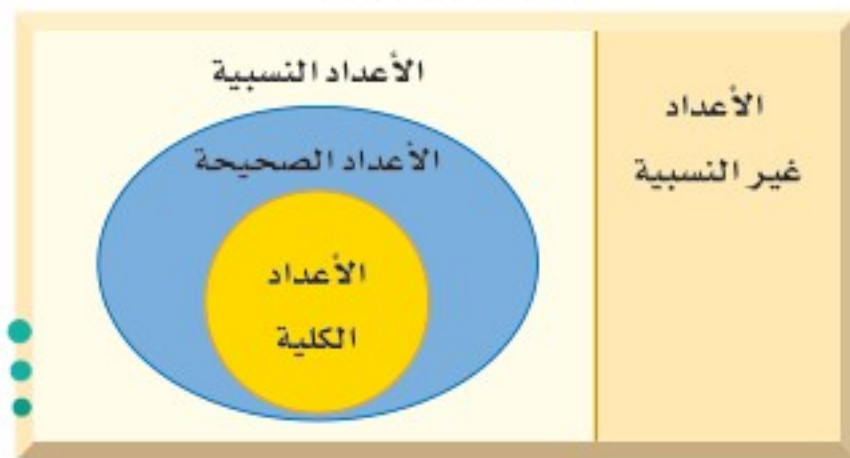 الأعداد النسبية
الأعداد الصحيحة
الأعداد
الكلية
الأعداد
غير النسبية